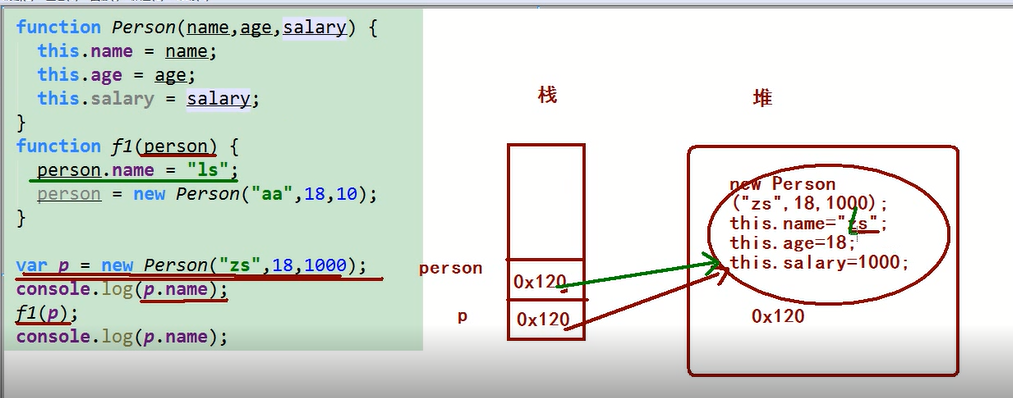 function Person(name,age,salary) {
this.name = name;
this.age = age;
this.salary = salary;
}
function f1(person) {
person.name = "ls";
person = new Person("aa",18,10);
}
var p = new Person("zs",18,1000);
console.log(p.name);
f1(p);
console.log(p.name);
栈
堆
person
0x120
p
0x120
new Person
("zs",18,1000);
this.name="zs";
this.age=18;
this.salary=1000;
0x120